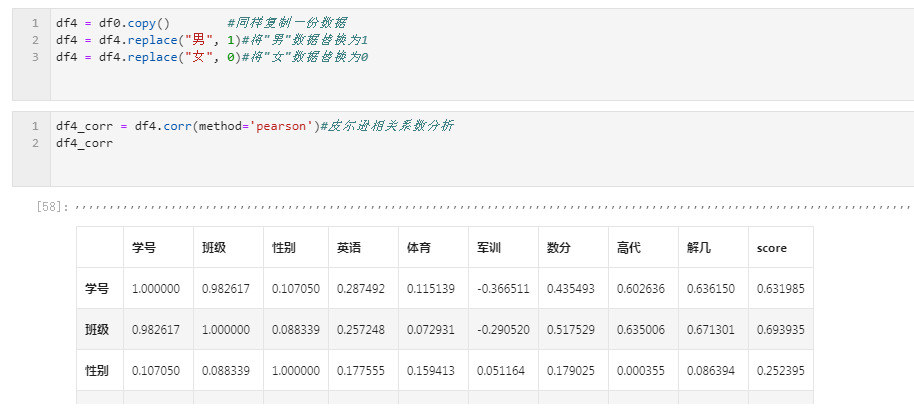 1 df4 = df0.copy() #同样复制一份数据
2 df4 = df4.replace("男", 1)#将"男"数据替换为1
3 df4 = df4.replace("女", 0)#将"女"数据替换为0
1 df4_corr = df4.corr(method='pearson')#皮尔逊相关系数分析
2 df4_corr
[58]:
学号 班级 性别 英语 体育 军训 数分 高代 解几 score
学号 1.000000 0.982617 0.107050 0.287492 0.115139 -0.366511 0.435493 0.602636 0.636150 0.631985
班级 0.982617 1.000000 0.088339 0.257248 0.072931 -0.290520 0.517529 0.635006 0.671301 0.693935
性别 0.107050 0.088339 1.000000 0.177555 0.159413 0.051164 0.179025 0.000355 0.086394 0.252395